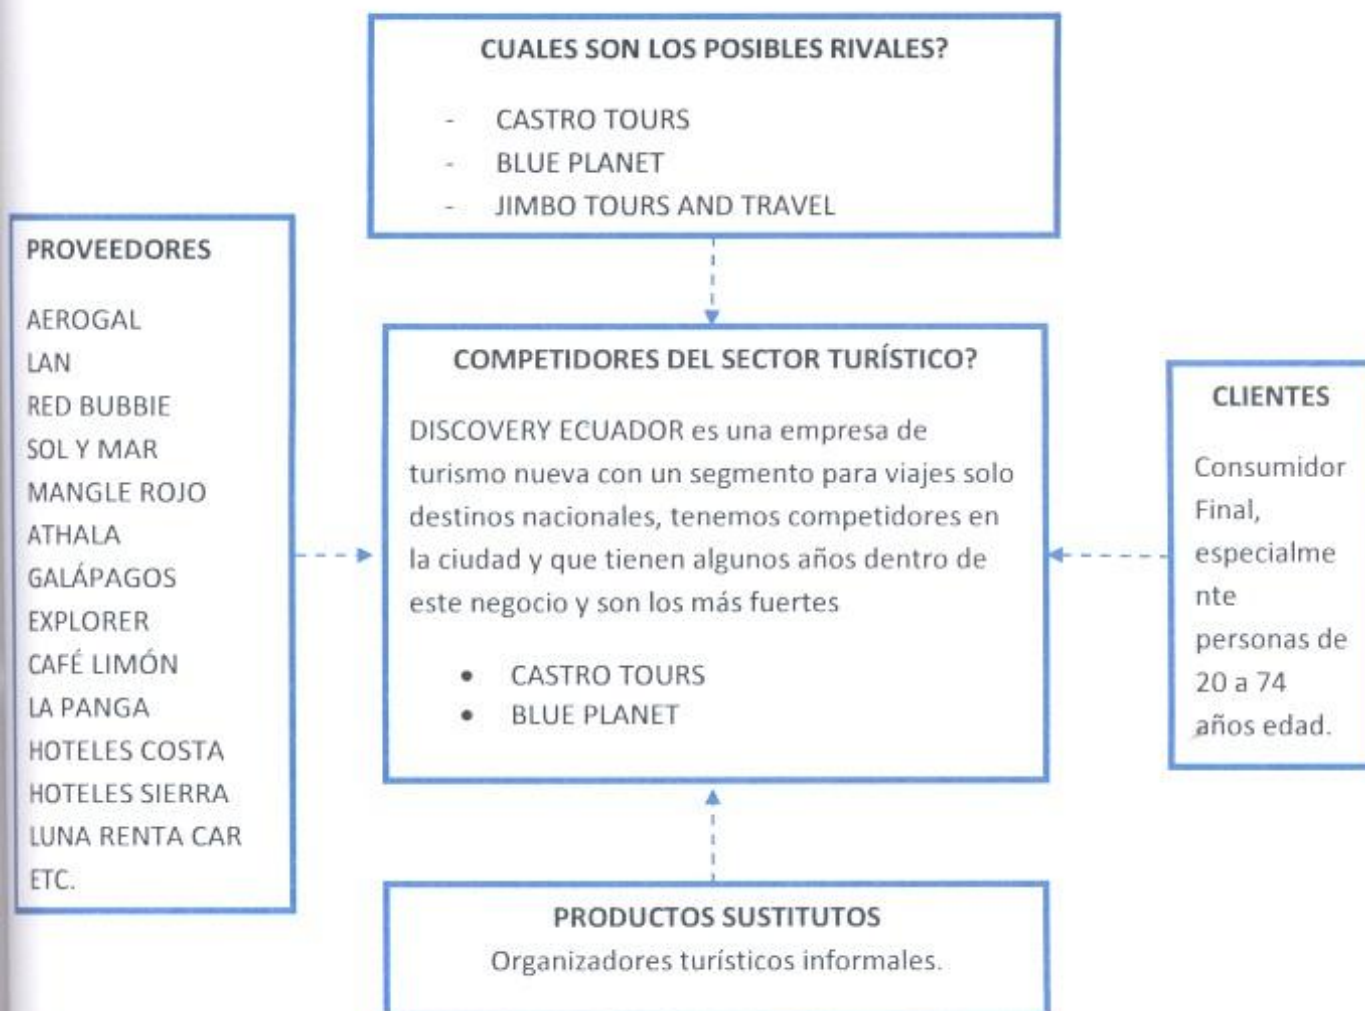 CUALES SON LOS POSIBLES RIVALES?
- CASTRO TOURS
- BLUE PLANET
- JIMBO TOURS AND TRAVEL
PROVEEDORES
AEROGAL
LAN
RED BUBBIE
SOL Y MAR
MANGLE ROJO
ATHALA
GALÁPAGOS
EXPLORER
CAFÉ LIMÓN
LA PANGA
HOTELES COSTA
HOTELES SIERRA
LUNA RENTA CAR
ETC.
COMPETIDORES DEL SECTOR TURÍSTICO?
DISCOVERY ECUADOR es una empresa de
turismo nueva con un segmento para viajes solo
destinos nacionales, tenemos competidores en
la ciudad y que tienen algunos años dentro de
este negocio y son los más fuertes
• CASTRO TOURS
• BLUE PLANET
CLIENTES
Consumidor
Final,
especialme
nte
personas de
20 a 74
años edad.
PRODUCTOS SUSTITUTOS
Organizadores turísticos informales.